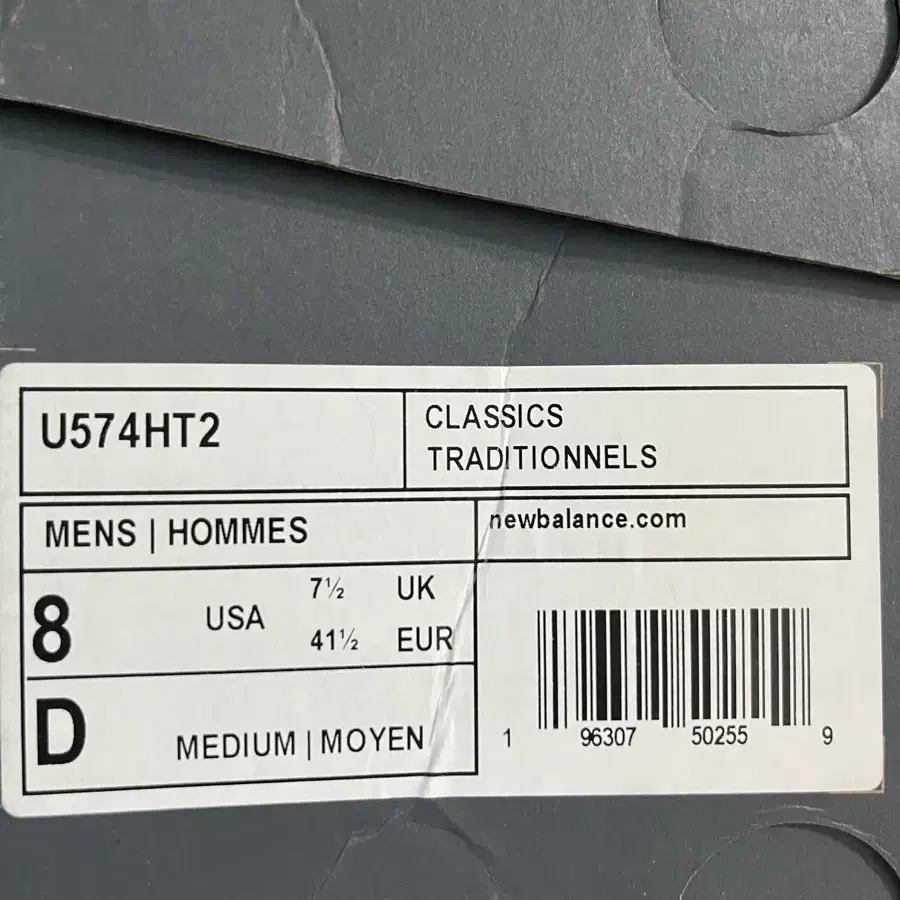 U574HT2
CLASSICS
TRADITIONNELS
MENS | HOMMES
newbalance.com
8 USA 7½ UK
41½ EUR
D MEDIUM | MOYEN
1 96307 50255 9